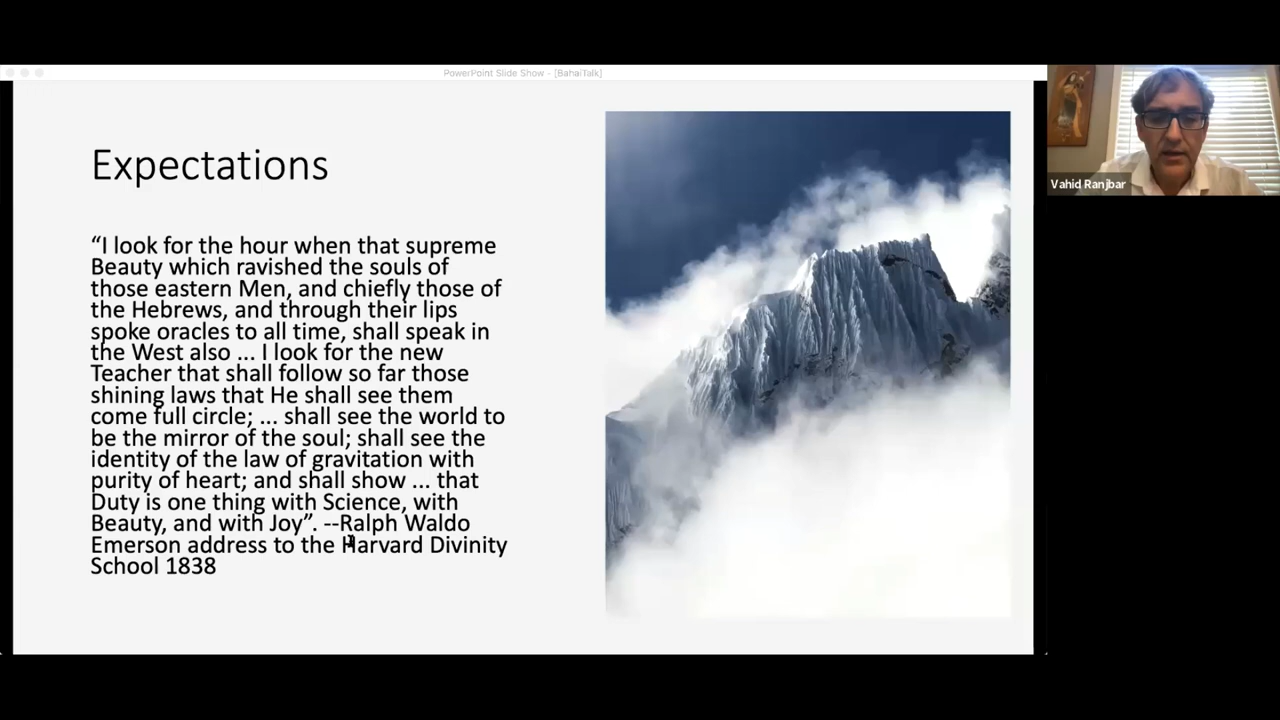 PowerPoint Slide Show - [BahaiTalk]
Expectations
“I look for the hour when that supreme
Beauty which ravished the souls of
those eastern Men, and chiefly those of
the Hebrews, and through their lips
spoke oracles to all time, shall speak in
the West also ... I look for the new
Teacher that shall follow so far those
shining laws that He shall see them
come full circle; ... shall see the world to
be the mirror of the soul; shall see the
identity of the law of gravitation with
purity of heart; and shall show ... that
Duty is one thing with Science, with
Beauty, and with Joy”. --Ralph Waldo
Emerson address to the Harvard Divinity
School 1838
Vahid Ranjbar